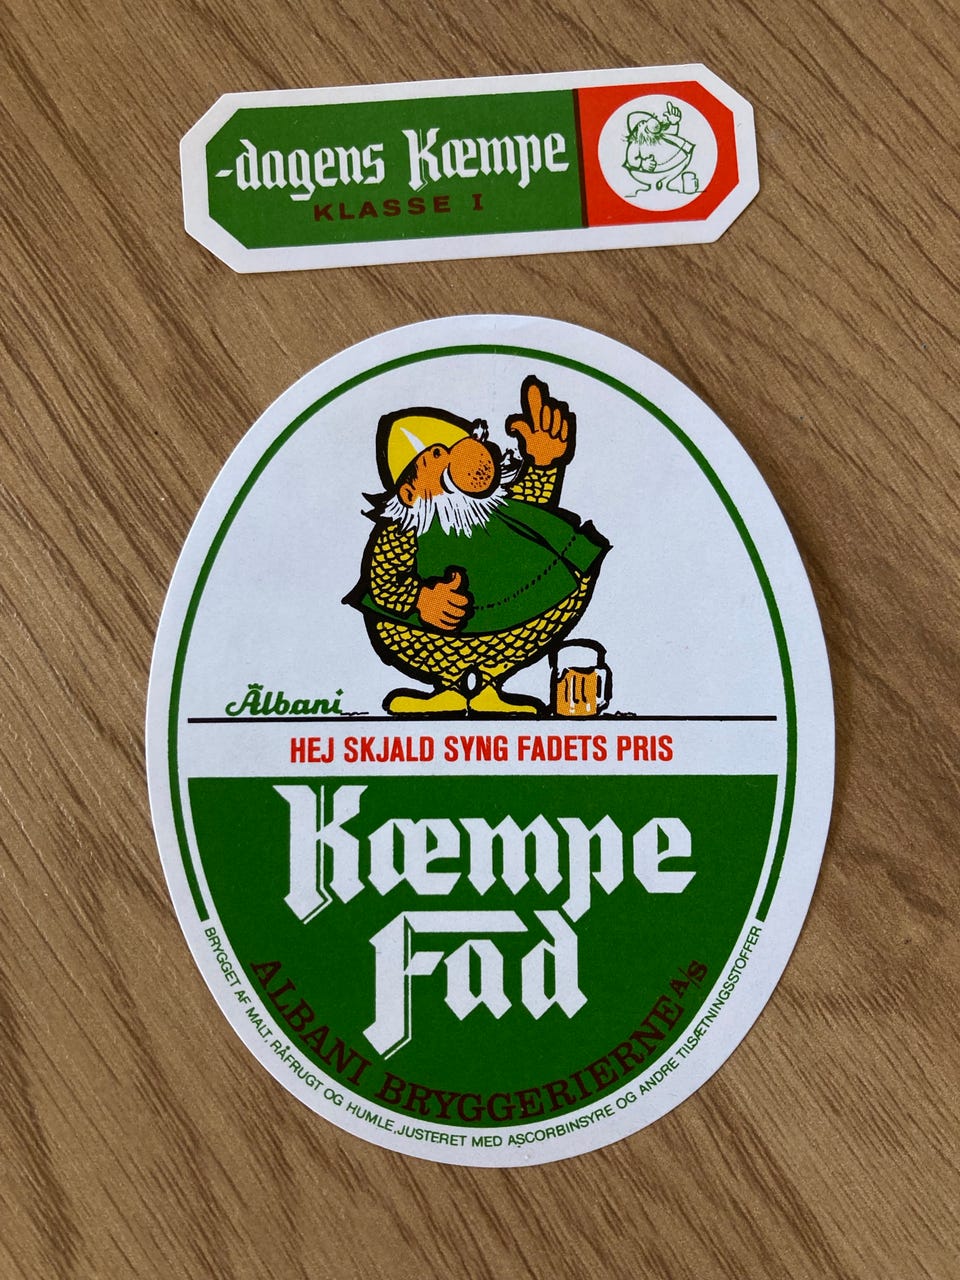 -dagens Kæmpe
KLASSE I
Albani
HEJ SKJALD SYNG FADETS PRIS
Kæmpe
Fad
ALBANI BRYGGERIERNE A/S
BRYGGET AF MALT, RÅFRUGT OG HUMLE, JUSTERET MED ASCORBINSYRE OG ANDRE TILSÆTNINGSSTOFFER